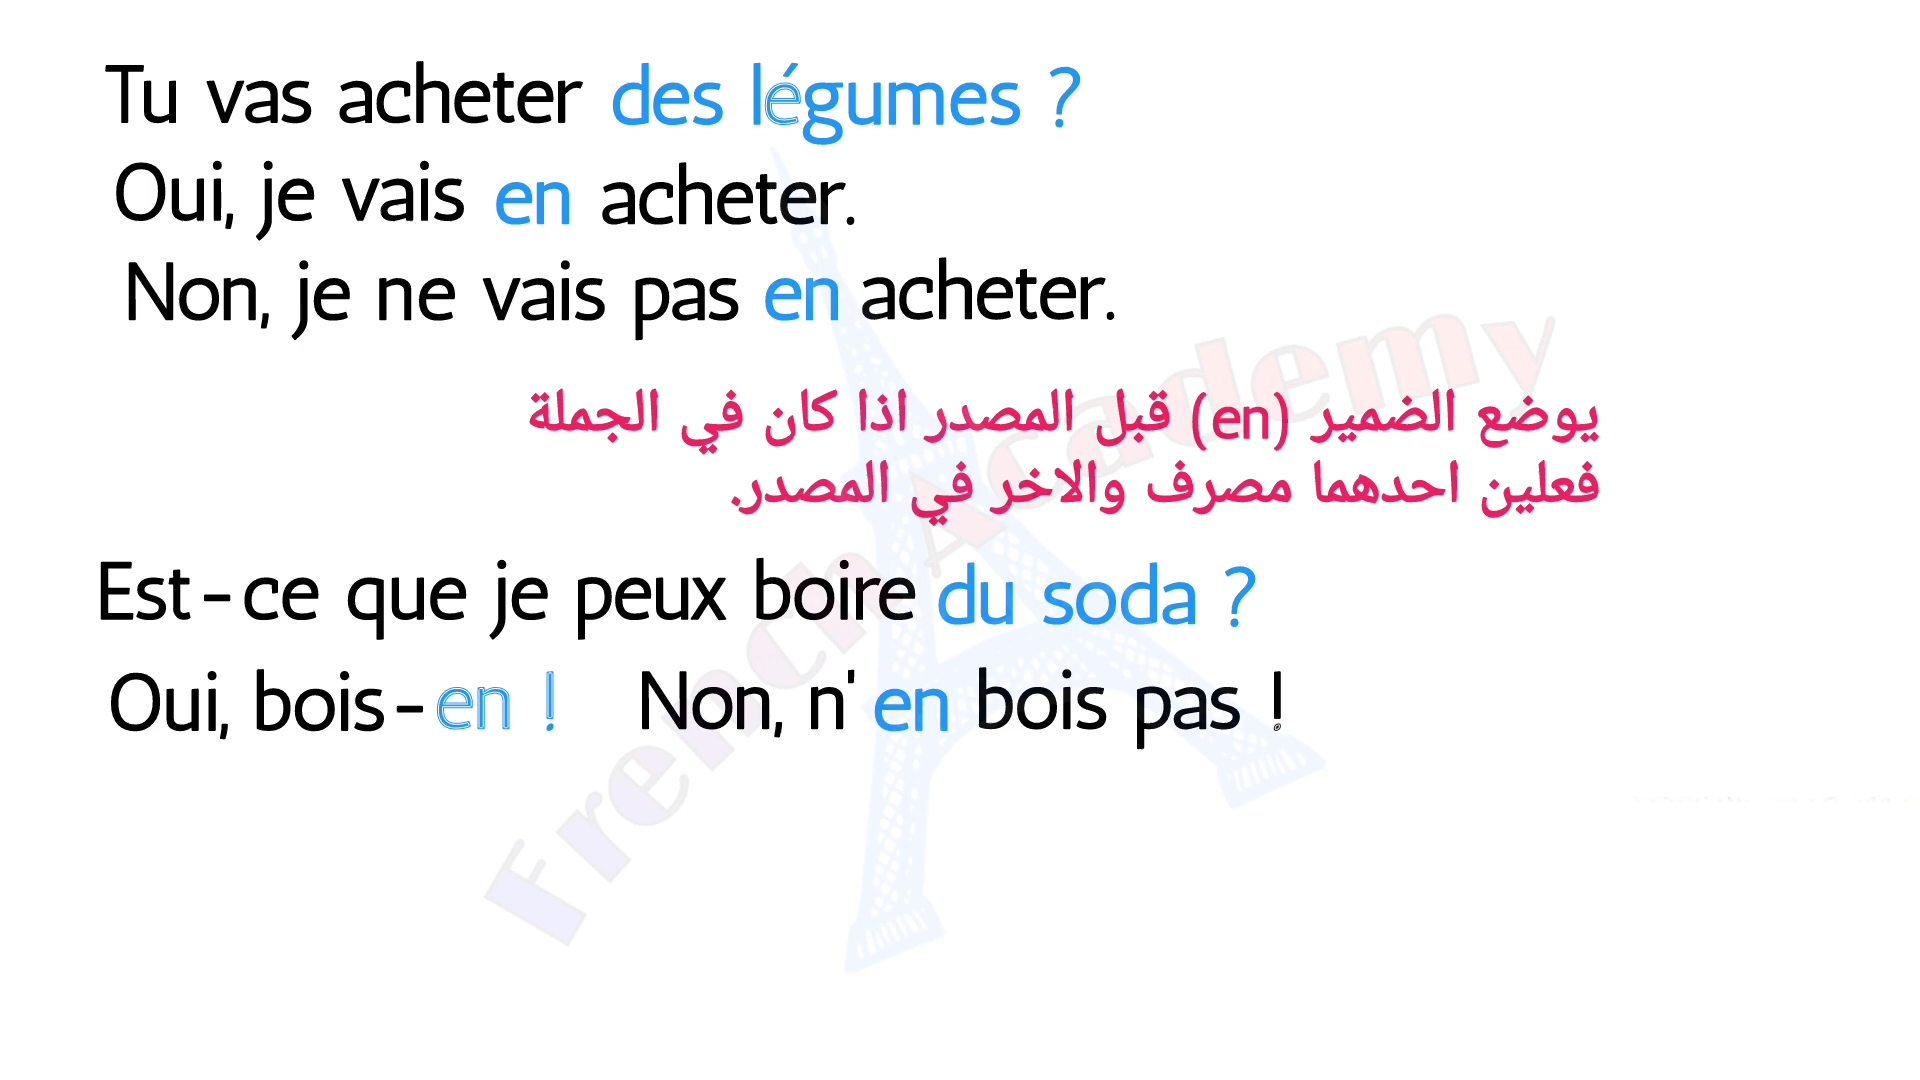 Tu vas acheter des légumes ?
Oui, je vais en acheter.
Non, je ne vais pas en acheter.
يوضع الضمير (en) قبل المصدر اذا كان في الجملة
فعلين احدهما مصرف والاخر في المصدر.
Est-ce que je peux boire du soda ?
Oui, bois-en ! Non, n'en bois pas !
French Academy